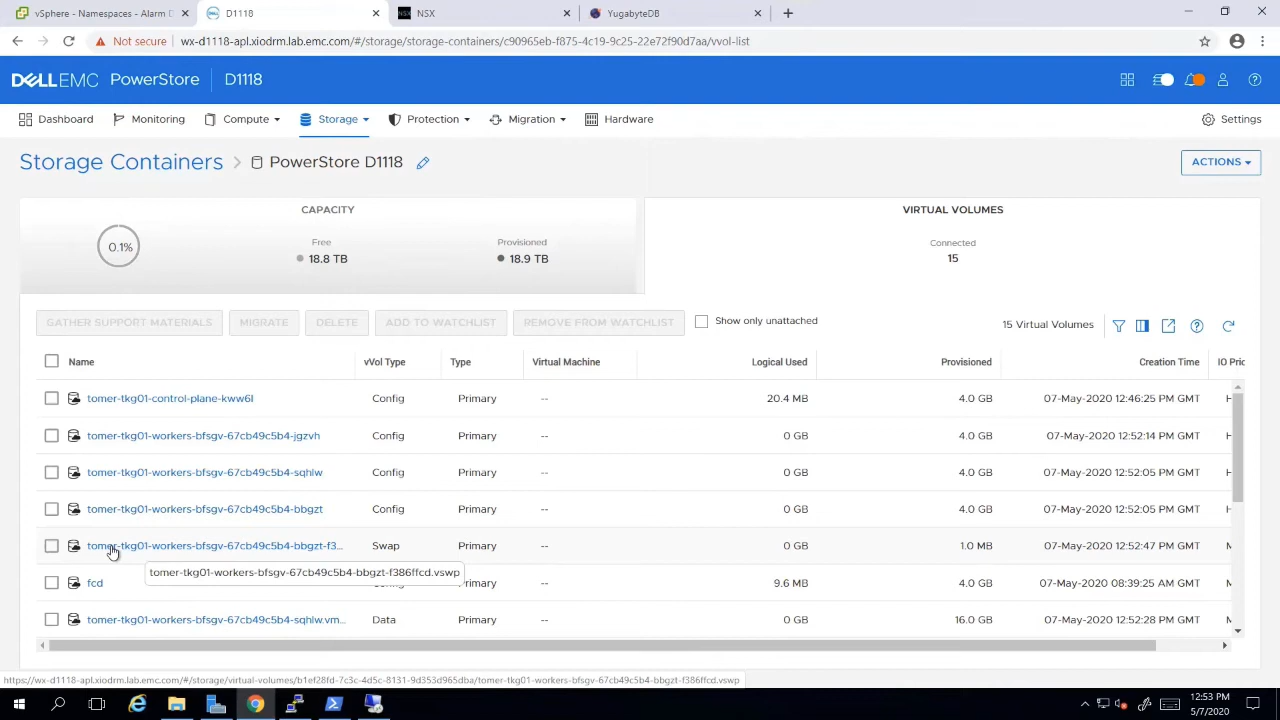 vSphere - Namespaces - Alarm D
D1118
NSX
YugabyteDB
Not secure
wx-d1118-apl.xiodrm.lab.emc.com/#/storage/storage-containers/c90965eb-f875-4c19-9c25-22e72f90d7aa/vvol-list
DELLEMC PowerStore D1118
Dashboard Monitoring Compute Storage Protection Migration Hardware Settings
Storage Containers > PowerStore D1118
ACTIONS
CAPACITY
VIRTUAL VOLUMES
0.1%
Free
18.8 TB
Provisioned
18.9 TB
Connected
15
GATHER SUPPORT MATERIALS MIGRATE DELETE ADD TO WATCHLIST REMOVE FROM WATCHLIST Show only unattached 15 Virtual Volumes
Name vVol Type Type Virtual Machine Logical Used Provisioned Creation Time IO Pric
tomer-tkg01-control-plane-kww6l Config Primary -- 20.4 MB 4.0 GB 07-May-2020 12:46:25 PM GMT H
tomer-tkg01-workers-bfsgv-67cb49c5b4-jgzvh Config Primary -- 0 GB 4.0 GB 07-May-2020 12:52:14 PM GMT H
tomer-tkg01-workers-bfsgv-67cb49c5b4-sqhlw Config Primary -- 0 GB 4.0 GB 07-May-2020 12:52:05 PM GMT H
tomer-tkg01-workers-bfsgv-67cb49c5b4-bbgzt Config Primary -- 0 GB 4.0 GB 07-May-2020 12:52:05 PM GMT H
tomer-tkg01-workers-bfsgv-67cb49c5b4-bbgzt-f3... Swap Primary -- 0 GB 1.0 MB 07-May-2020 12:52:47 PM GMT M
tomer-tkg01-workers-bfsgv-67cb49c5b4-bbgzt-f386ffcd.vswp
fcd Primary -- 9.6 MB 4.0 GB 07-May-2020 08:39:25 AM GMT M
tomer-tkg01-workers-bfsgv-67cb49c5b4-sqhlw.vm... Data Primary -- 0 GB 16.0 GB 07-May-2020 12:52:28 PM GMT M
https://wx-d1118-apl.xiodrm.lab.emc.com/#/storage/virtual-volumes/b1ef28fd-7c3c-4d5c-8131-9d353d965dba/tomer-tkg01-workers-bfsgv-67cb49c5b4-bbgzt-f386ffcd.vswp
12:53 PM
5/7/2020